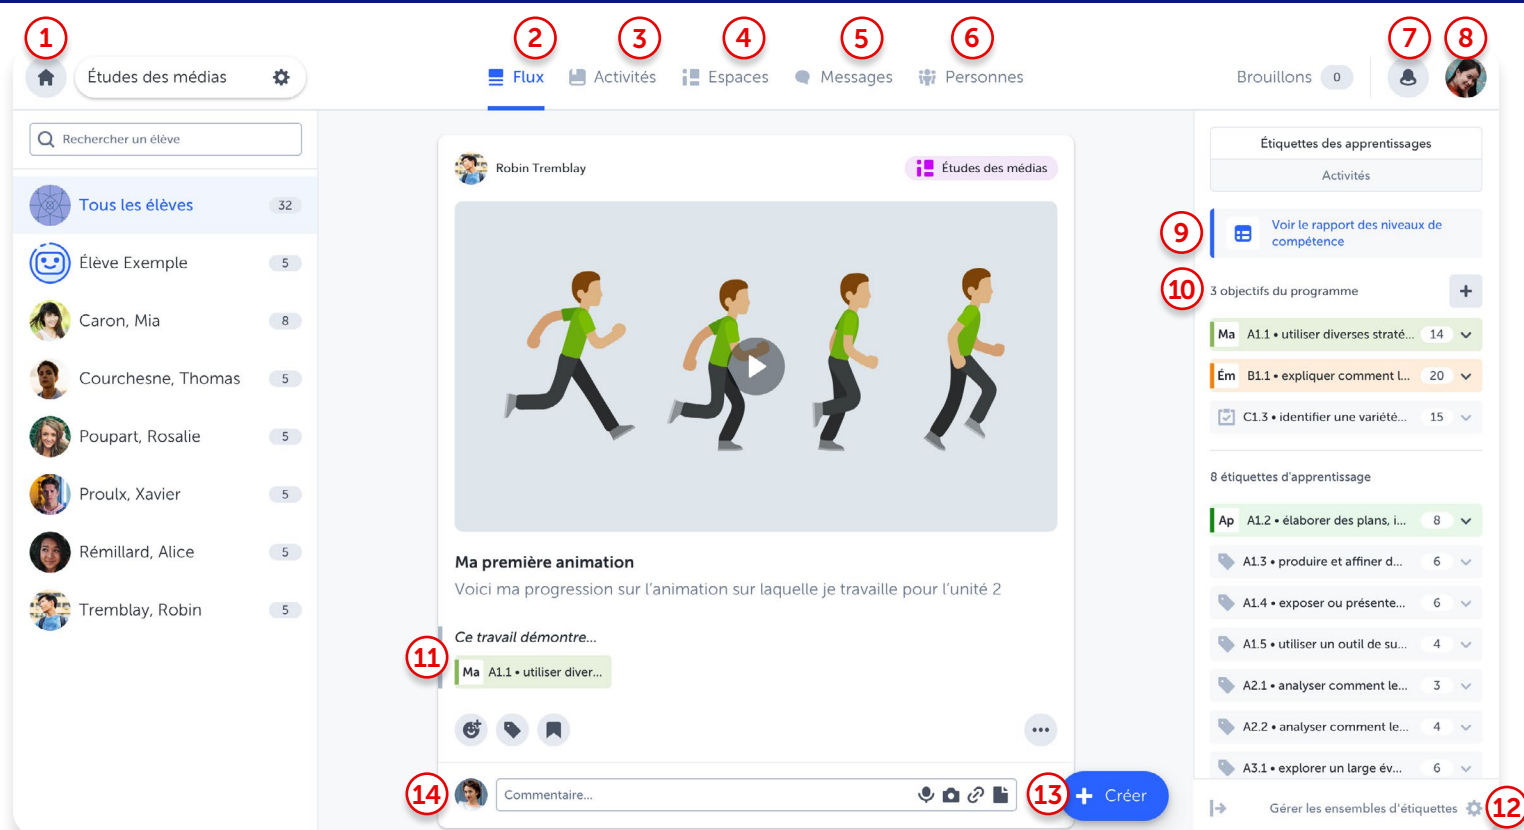 1
2
3
4
5
6
7
8
Études des médias
Flux
Activités
Espaces
Messages
Personnes
Brouillons 0
Rechercher un élève
Tous les élèves 32
Élève Exemple 5
Caron, Mia 8
Courchesne, Thomas 5
Poupart, Rosalie 5
Proulx, Xavier 5
Rémillard, Alice 5
Tremblay, Robin 5
Robin Tremblay
Études des médias
Ma première animation
Voici ma progression sur l'animation sur laquelle je travaille pour l'unité 2
Ce travail démontre...
11
Ma A1.1 • utiliser diver...
14
Commentaire...
13
+ Créer
Étiquettes des apprentissages
Activités
9
Voir le rapport des niveaux de
compétence
10
3 objectifs du programme
+
Ma A1.1 • utiliser diverses straté... 14
Ém B1.1 • expliquer comment l... 20
C1.3 • identifier une variété... 15
8 étiquettes d'apprentissage
Ap A1.2 • élaborer des plans, i... 8
A1.3 • produire et affiner d... 6
A1.4 • exposer ou présente... 6
A1.5 • utiliser un outil de su... 4
A2.1 • analyser comment le... 3
A2.2 • analyser comment le... 4
A3.1 • explorer un large év... 6
Gérer les ensembles d'étiquettes
12